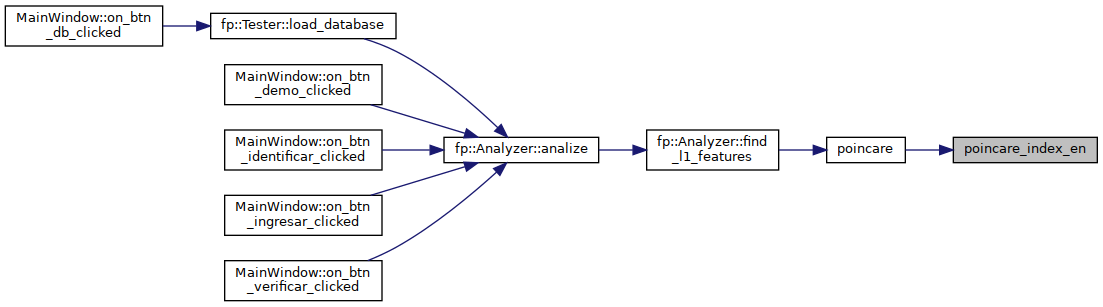 MainWindow::on_btn
_db_clicked
fp::Tester::load_database
MainWindow::on_btn
_demo_clicked
MainWindow::on_btn
_identificar_clicked
MainWindow::on_btn
_ingresar_clicked
MainWindow::on_btn
_verificar_clicked
fp::Analyzer::analize
fp::Analyzer::find
_l1_features
poincare
poincare_index_en